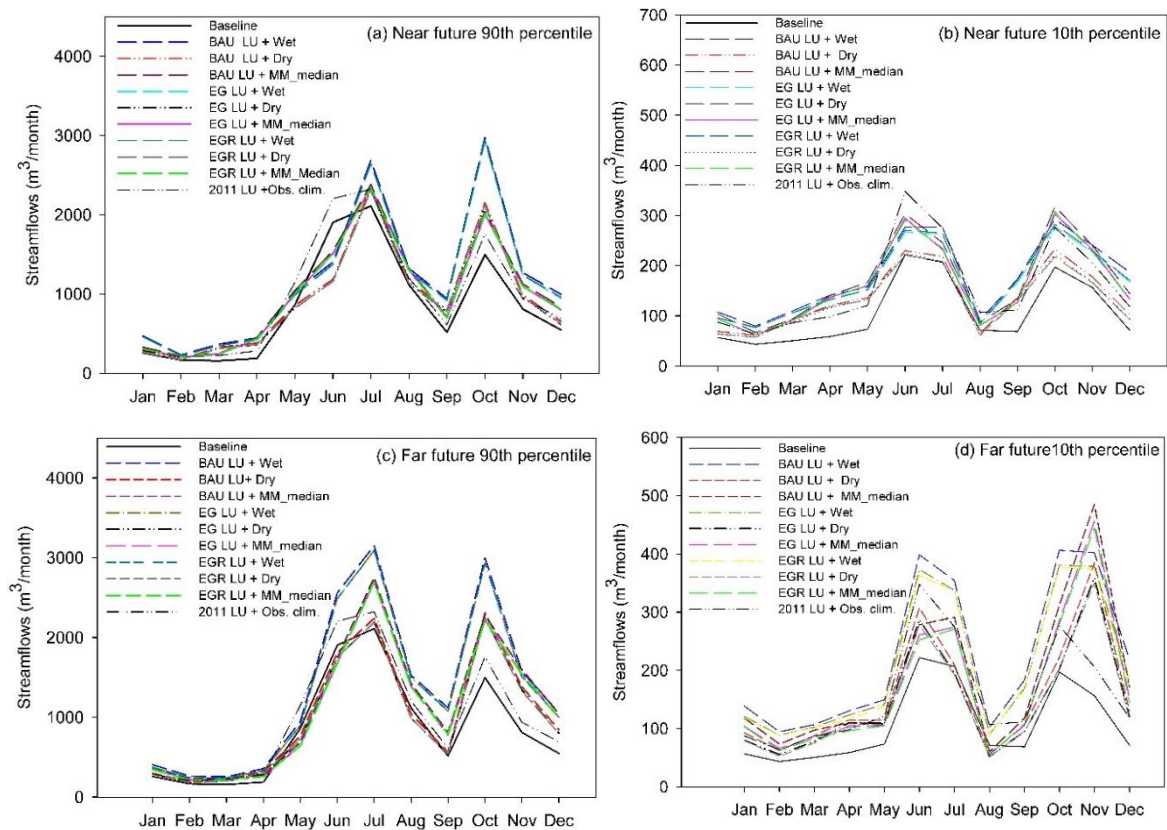 Baseline
BAU LU + Wet
BAU LU + Dry
BAU LU + MM_median
EG LU + Wet
EG LU + Dry
EG LU + MM_median
EGR LU + Wet
EGR LU + Dry
EGR LU + MM_Median
2011 LU +Obs. clim.
(a) Near future 90th percentile
Streamflows (m³/month)
4000
3000
2000
1000
0
Jan Feb Mar Apr May Jun Jul Aug Sep Oct Nov Dec
Baseline
BAU LU + Wet
BAU LU + Dry
BAU LU + MM_median
EG LU + Wet
EG LU + Dry
EG LU + MM_median
EGR LU + Wet
EGR LU + Dry
EGR LU + MM_median
2011 LU + Obs. clim.
(b) Near future 10th percentile
Streamflows (m³/month)
700
600
500
400
300
200
100
0
Jan Feb Mar Apr May Jun Jul Aug Sep Oct Nov Dec
Baseline
BAU LU + Wet
BAU LU+ Dry
BAU LU + MM_median
EG LU + Wet
EG LU + Dry
EG LU + MM_median
EGR LU + Wet
EGR LU + Dry
EGR LU + MM_median
2011 LU + Obs. clim.
(c) Far future 90th percentile
Streamflows (m³/month)
4000
3000
2000
1000
0
Jan Feb Mar Apr May Jun Jul Aug Sep Oct Nov Dec
Baseline
BAU LU + Wet
BAU LU + Dry
BAU LU + MM_median
EG LU + Wet
EG LU + Dry
EG LU + MM_median
EGR LU + Wet
EGR LU + Dry
EGR LU + MM_median
2011 LU + Obs. clim.
(d) Far future10th percentile
Streamflows (m³/month)
600
500
400
300
200
100
0
Jan Feb Mar Apr May Jun Jul Aug Sep Oct Nov Dec